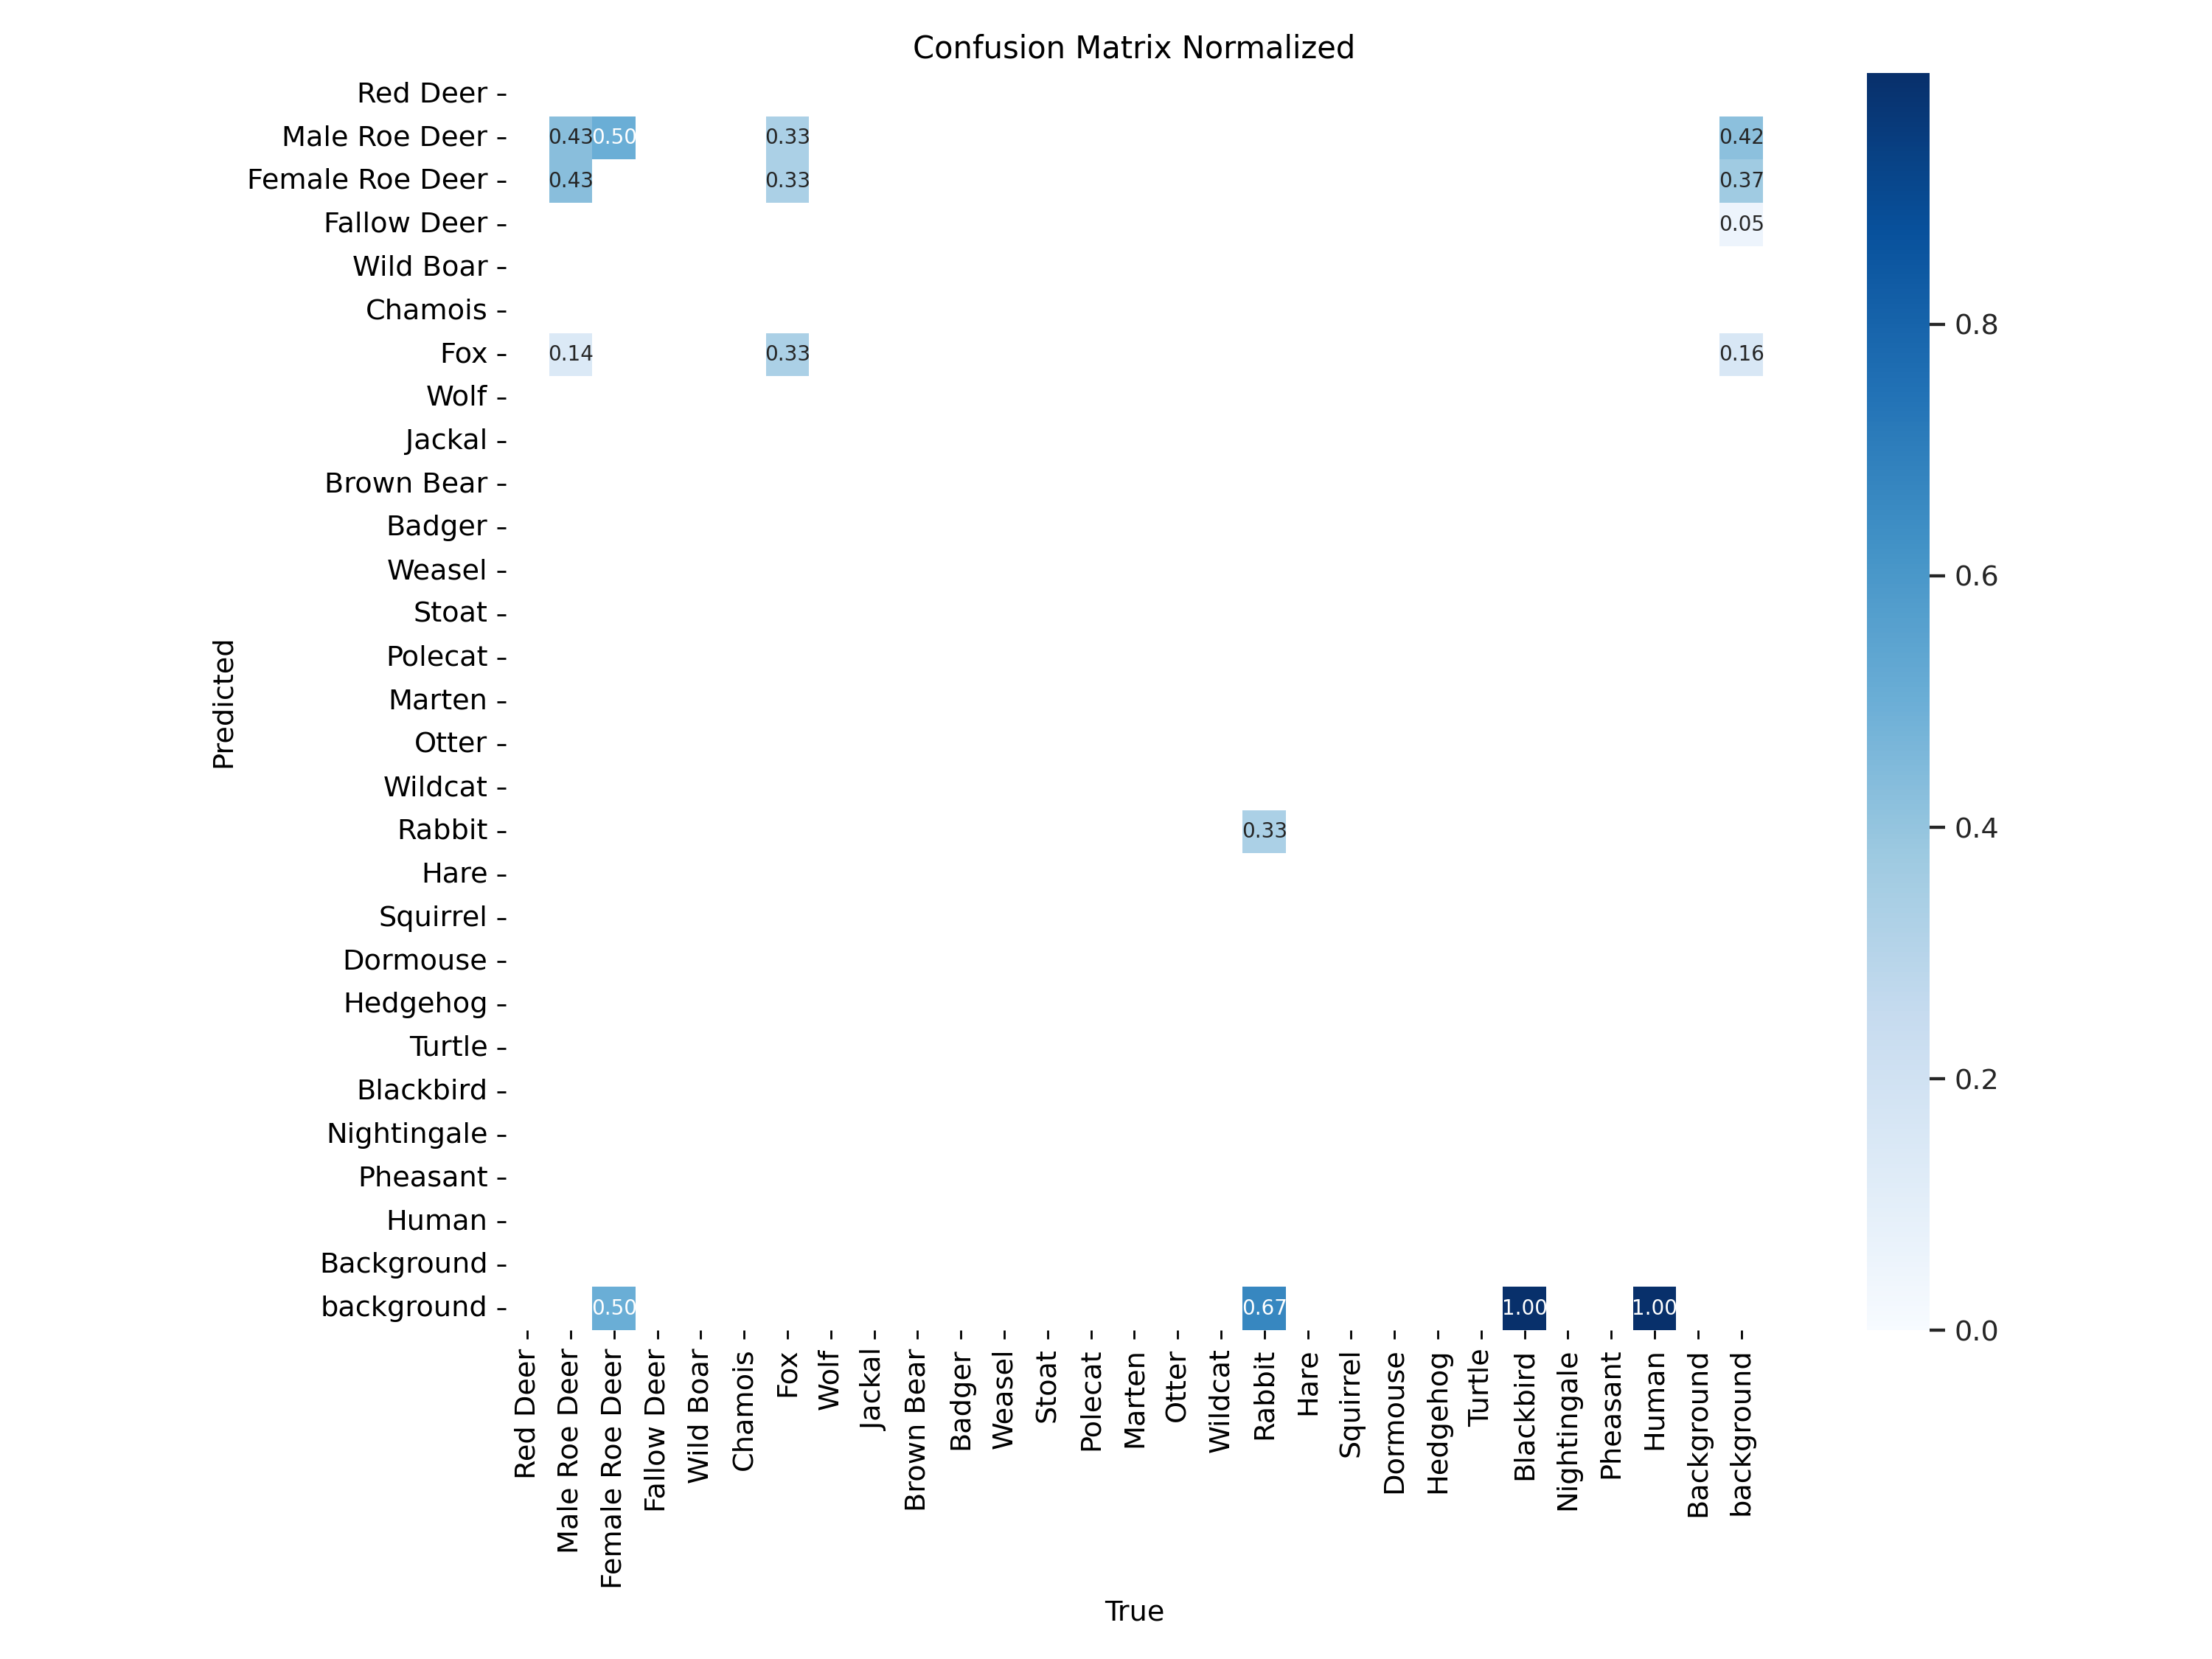 Confusion Matrix Normalized
Red Deer
Male Roe Deer 0.43 0.50 0.33 0.42
Female Roe Deer 0.43 0.33 0.37
Fallow Deer 0.05
Wild Boar
Chamois
Fox 0.14 0.33 0.16
Wolf
Jackal
Brown Bear
Badger
Weasel
Stoat
Polecat
Marten
Otter
Wildcat
Rabbit 0.33
Hare
Squirrel
Dormouse
Hedgehog
Turtle
Blackbird
Nightingale
Pheasant
Human
Background
background 0.50 0.67 1.00 1.00
Predicted
Red Deer
Male Roe Deer
Female Roe Deer
Fallow Deer
Wild Boar
Chamois
Fox
Wolf
Jackal
Brown Bear
Badger
Weasel
Stoat
Polecat
Marten
Otter
Wildcat
Rabbit
Hare
Squirrel
Dormouse
Hedgehog
Turtle
Blackbird
Nightingale
Pheasant
Human
Background
background
True
0.8
0.6
0.4
0.2
0.0